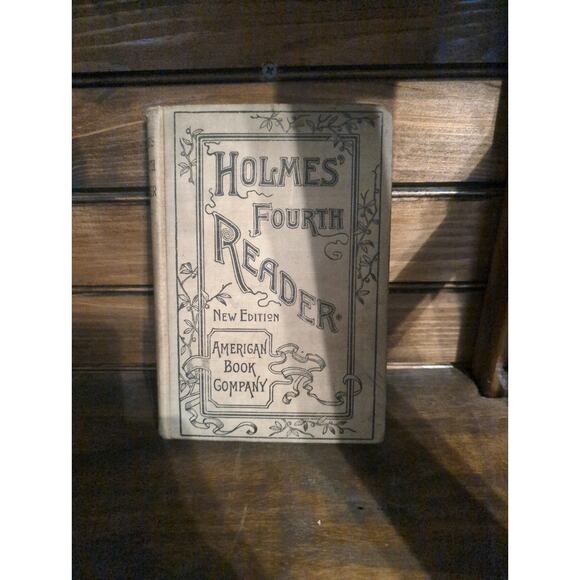 HOLMES'
FOURTH
READER.
NEW EDITION
AMERICAN
BOOK
COMPANY